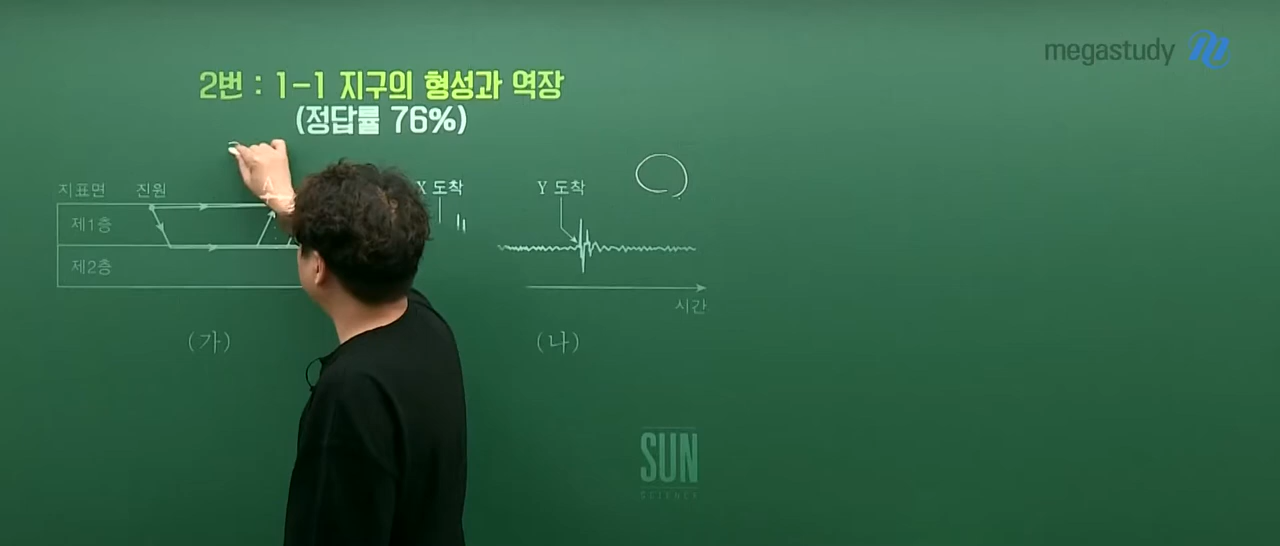 megastudy
2번 : 1-1 지구의 형성과 역장
(정답률 76%)
지표면 진원 A
X 도착
Y 도착
제1층
제2층
시간
(가)
(나)
SUN
SCIENCE